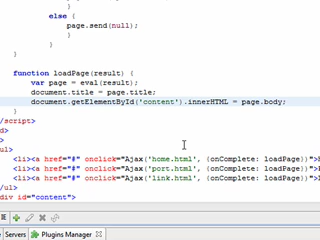 }
else {
page.send(null);
}
}
}
function loadPage(result) {
var page = eval(result);
document.title = page.title;
document.getElementById('content').innerHTML = page.body;
/script>
d>
>
ul>
<li><a href="#" onclick="Ajax('home.html', {onComplete: loadPage})">
<li><a href="#" onclick="Ajax('port.html', {onComplete: loadPage})">
<li><a href="#" onclick="Ajax('link.html', {onComplete: loadPage})">
/ul>
div id="content">
Servers Plugins Manager